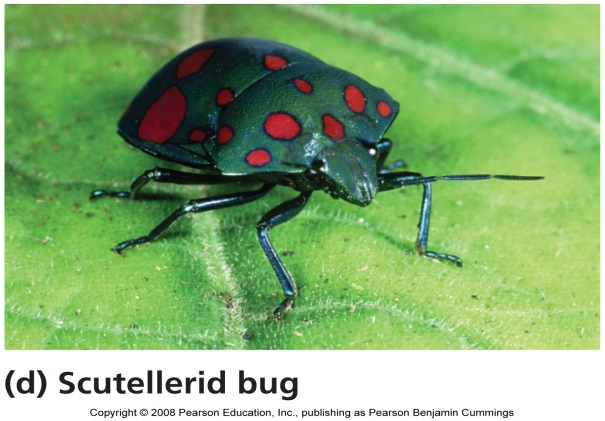 (d) Scutellerid bug
Copyright © 2008 Pearson Education, Inc., publishing as Pearson Benjamin Cummings